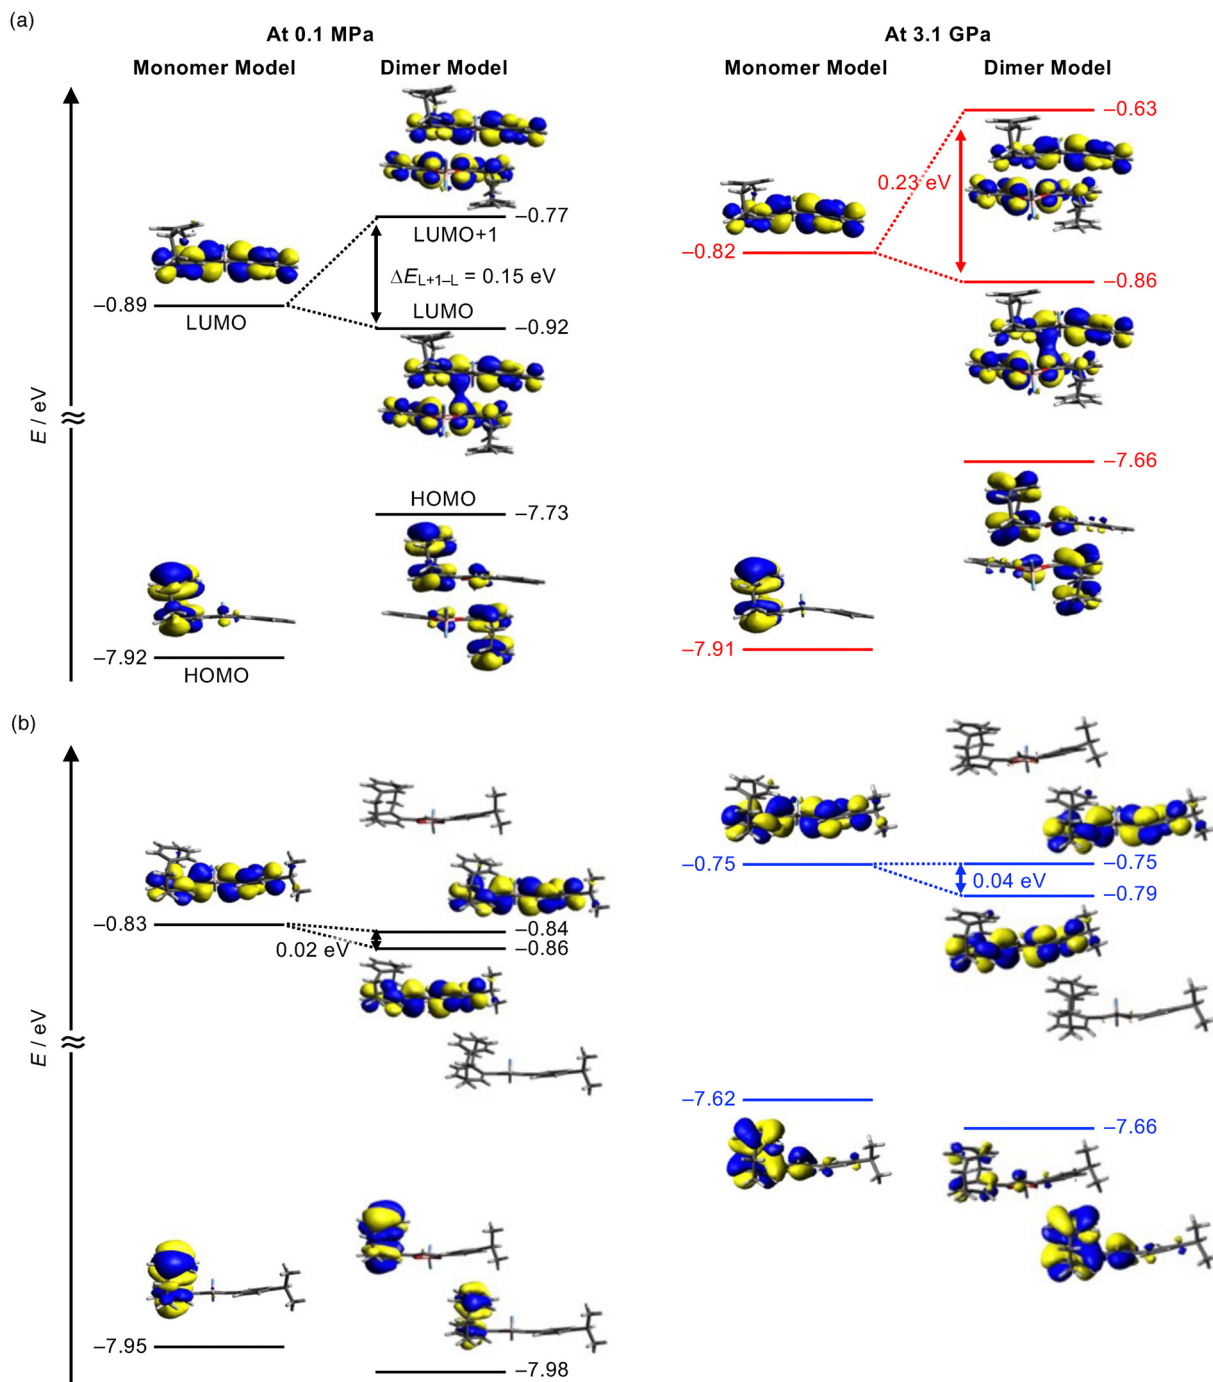 (a)
At 0.1 MPa
At 3.1 GPa
Monomer Model
Dimer Model
Monomer Model
Dimer Model
E / eV
–0.89
LUMO
–0.77
LUMO+1
ΔE_L+1–L = 0.15 eV
LUMO
–0.92
HOMO
–7.73
–7.92
HOMO
–0.82
–0.63
0.23 eV
–0.86
–7.66
–7.91
(b)
E / eV
–0.83
–0.84
0.02 eV
–0.86
–7.95
–7.98
–0.75
–0.75
0.04 eV
–0.79
–7.62
–7.66